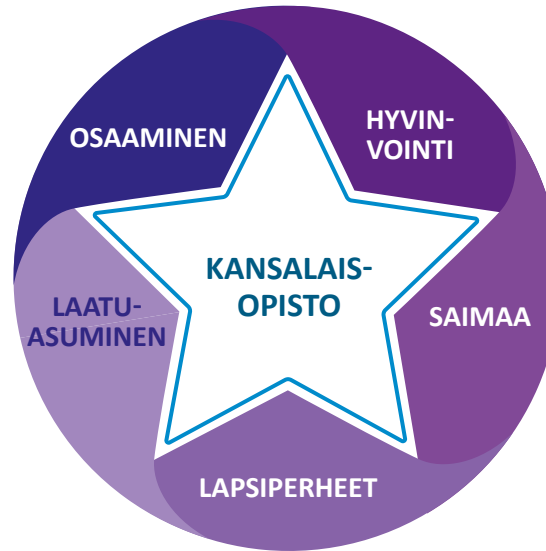 OSAAMINEN
HYVIN-
VOINTI
KANSALAIS-
OPISTO
LAATU-
ASUMINEN
SAIMAA
LAPSIPERHEET